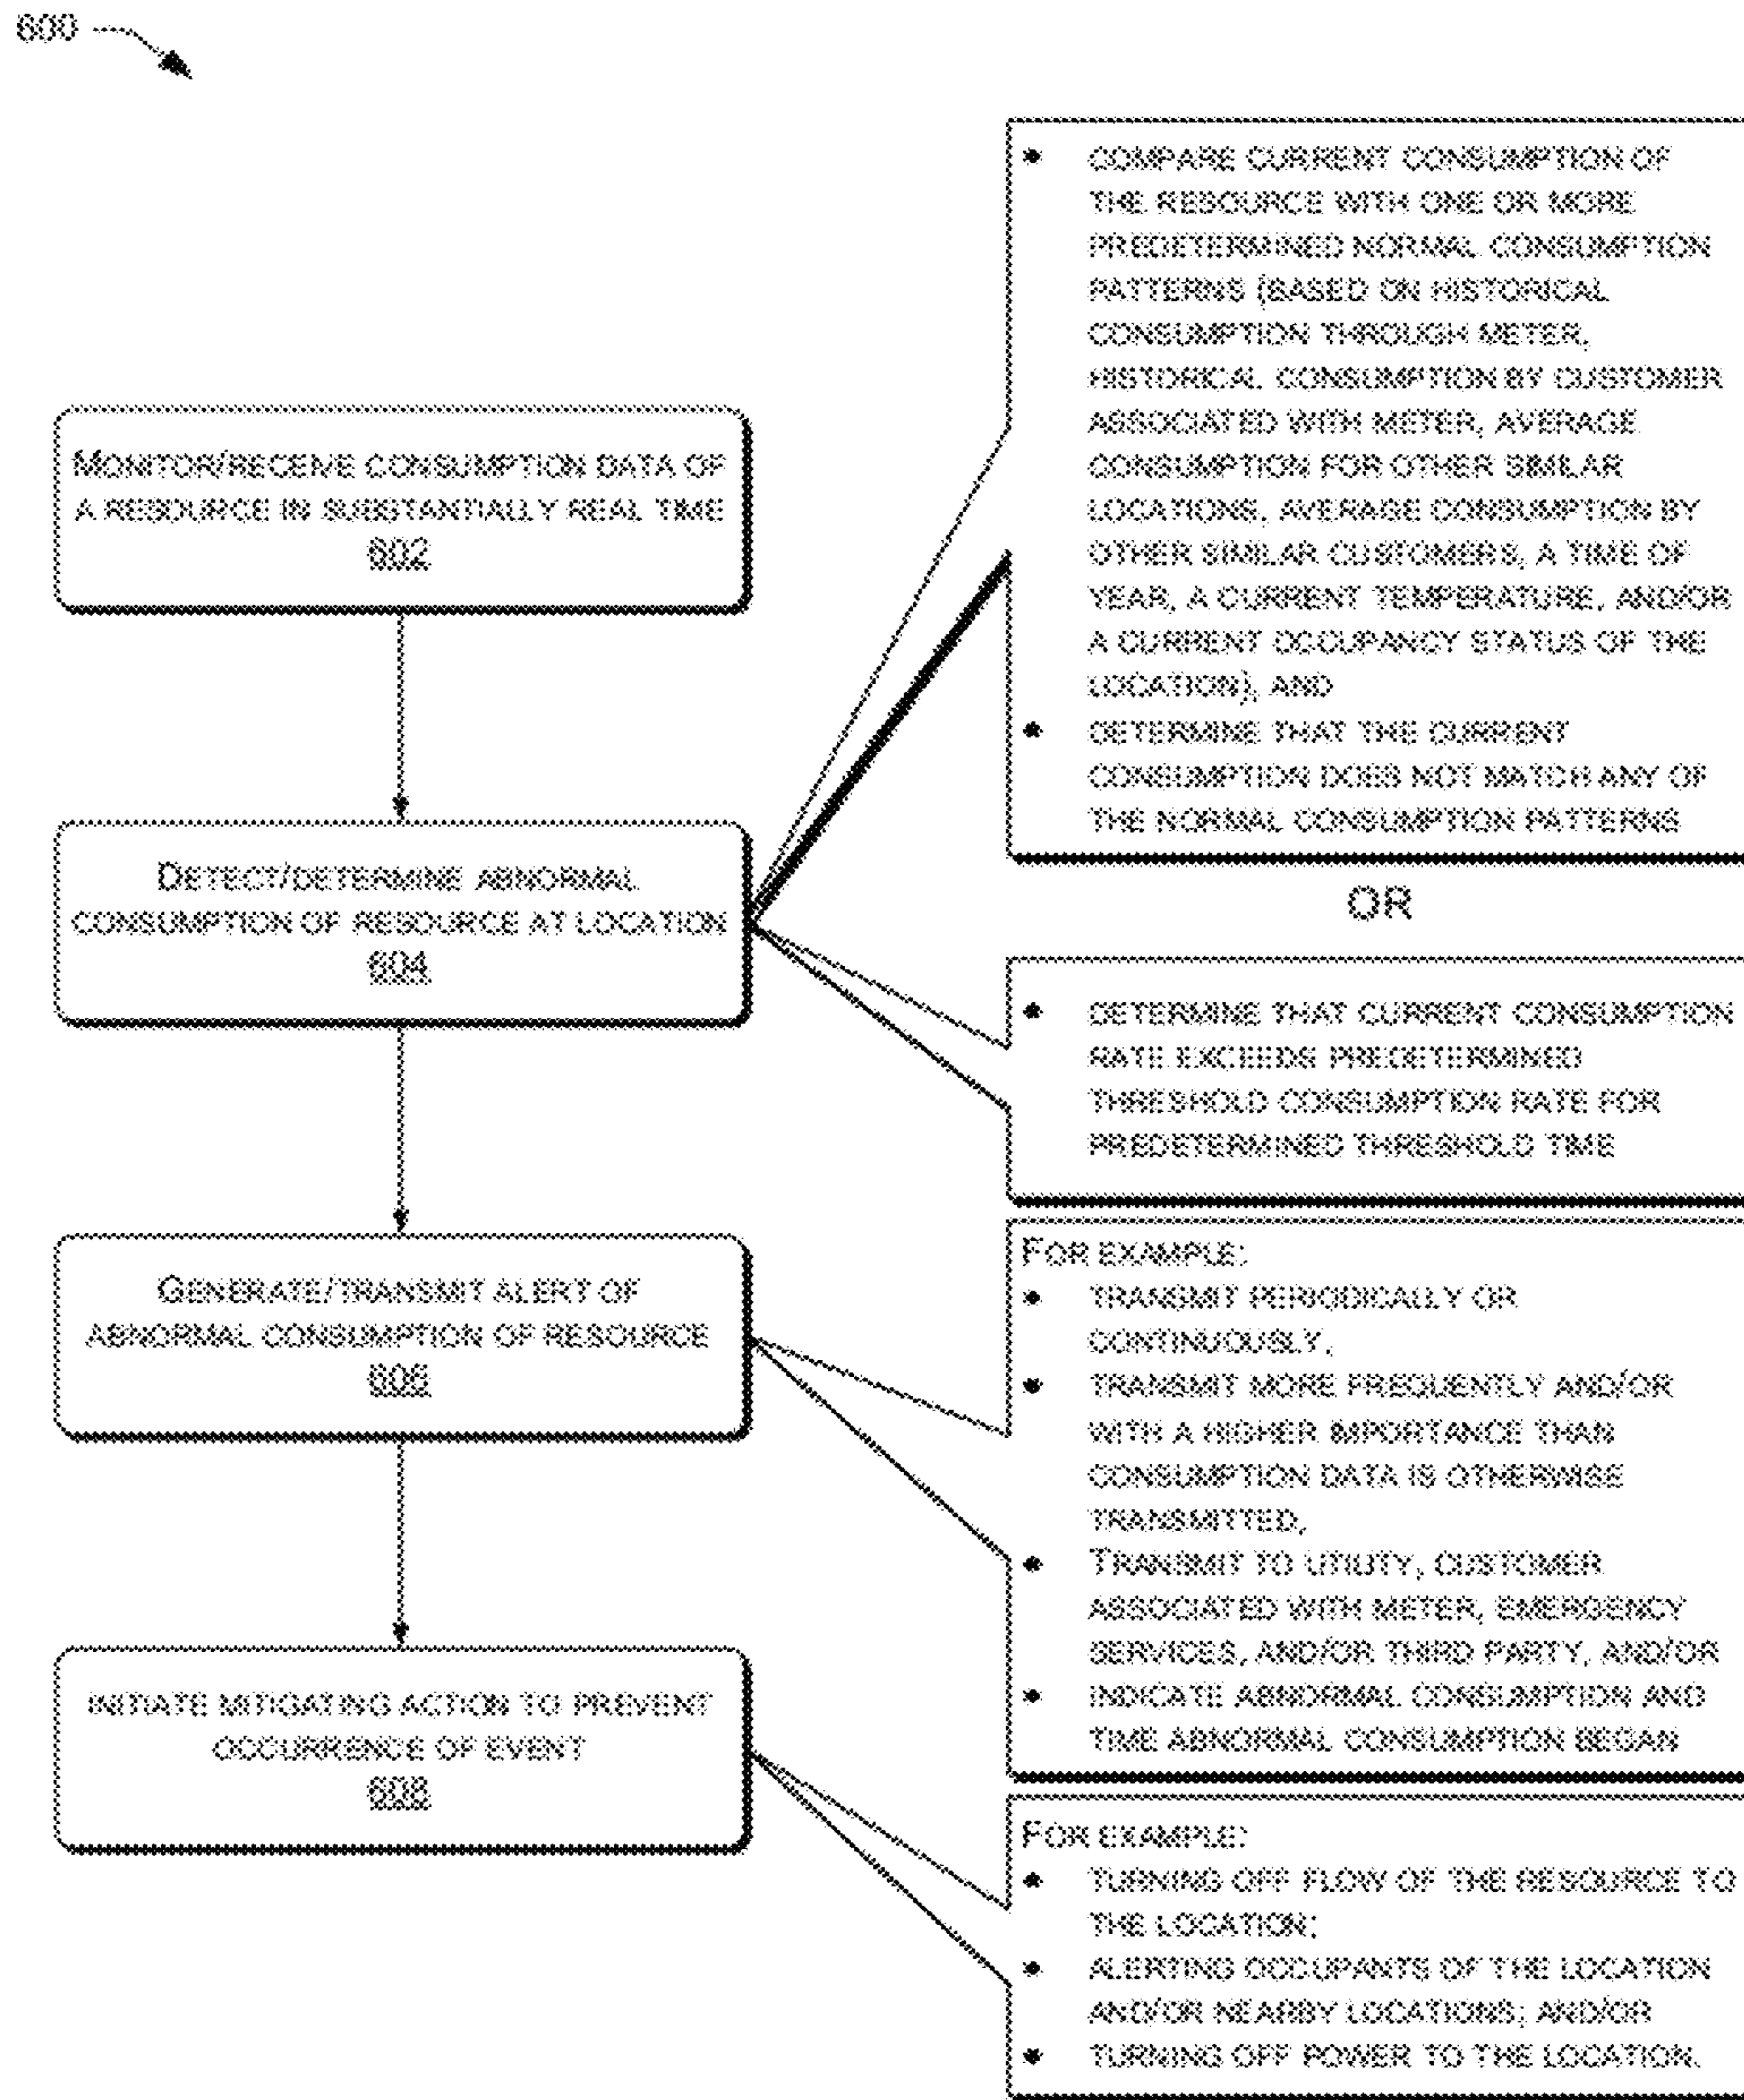 600
MONITOR/RECEIVE CONSUMPTION DATA OF
A RESOURCE IN SUBSTANTIALLY REAL TIME
602
DETECT/DETERMINE ABNORMAL
CONSUMPTION OF RESOURCE AT LOCATION
604
GENERATE/TRANSMIT ALERT OF
ABNORMAL CONSUMPTION OF RESOURCE
606
INITIATE MITIGATING ACTION TO PREVENT
OCCURRENCE OF EVENT
608
• COMPARE CURRENT CONSUMPTION OF
THE RESOURCE WITH ONE OR MORE
PREDETERMINED NORMAL CONSUMPTION
PATTERNS (BASED ON HISTORICAL
CONSUMPTION THROUGH METER,
HISTORICAL CONSUMPTION BY CUSTOMER
ASSOCIATED WITH METER, AVERAGE
CONSUMPTION FOR OTHER SIMILAR
LOCATIONS, AVERAGE CONSUMPTION BY
OTHER SIMILAR CUSTOMERS, A TIME OF
YEAR, A CURRENT TEMPERATURE, AND/OR
A CURRENT OCCUPANCY STATUS OF THE
LOCATION), AND
• DETERMINE THAT THE CURRENT
CONSUMPTION DOES NOT MATCH ANY OF
THE NORMAL CONSUMPTION PATTERNS
OR
• DETERMINE THAT CURRENT CONSUMPTION
RATE EXCEEDS PREDETERMINED
THRESHOLD CONSUMPTION RATE FOR
PREDETERMINED THRESHOLD TIME
FOR EXAMPLE:
• TRANSMIT PERIODICALLY OR
CONTINUOUSLY,
• TRANSMIT MORE FREQUENTLY AND/OR
WITH A HIGHER IMPORTANCE THAN
CONSUMPTION DATA IS OTHERWISE
TRANSMITTED,
• TRANSMIT TO UTILITY, CUSTOMER
ASSOCIATED WITH METER, EMERGENCY
SERVICES, AND/OR THIRD PARTY, AND/OR
• INDICATE ABNORMAL CONSUMPTION AND
TIME ABNORMAL CONSUMPTION BEGAN
FOR EXAMPLE:
• TURNING OFF FLOW OF THE RESOURCE TO
THE LOCATION;
• ALERTING OCCUPANTS OF THE LOCATION
AND/OR NEARBY LOCATIONS; AND/OR
• TURNING OFF POWER TO THE LOCATION.